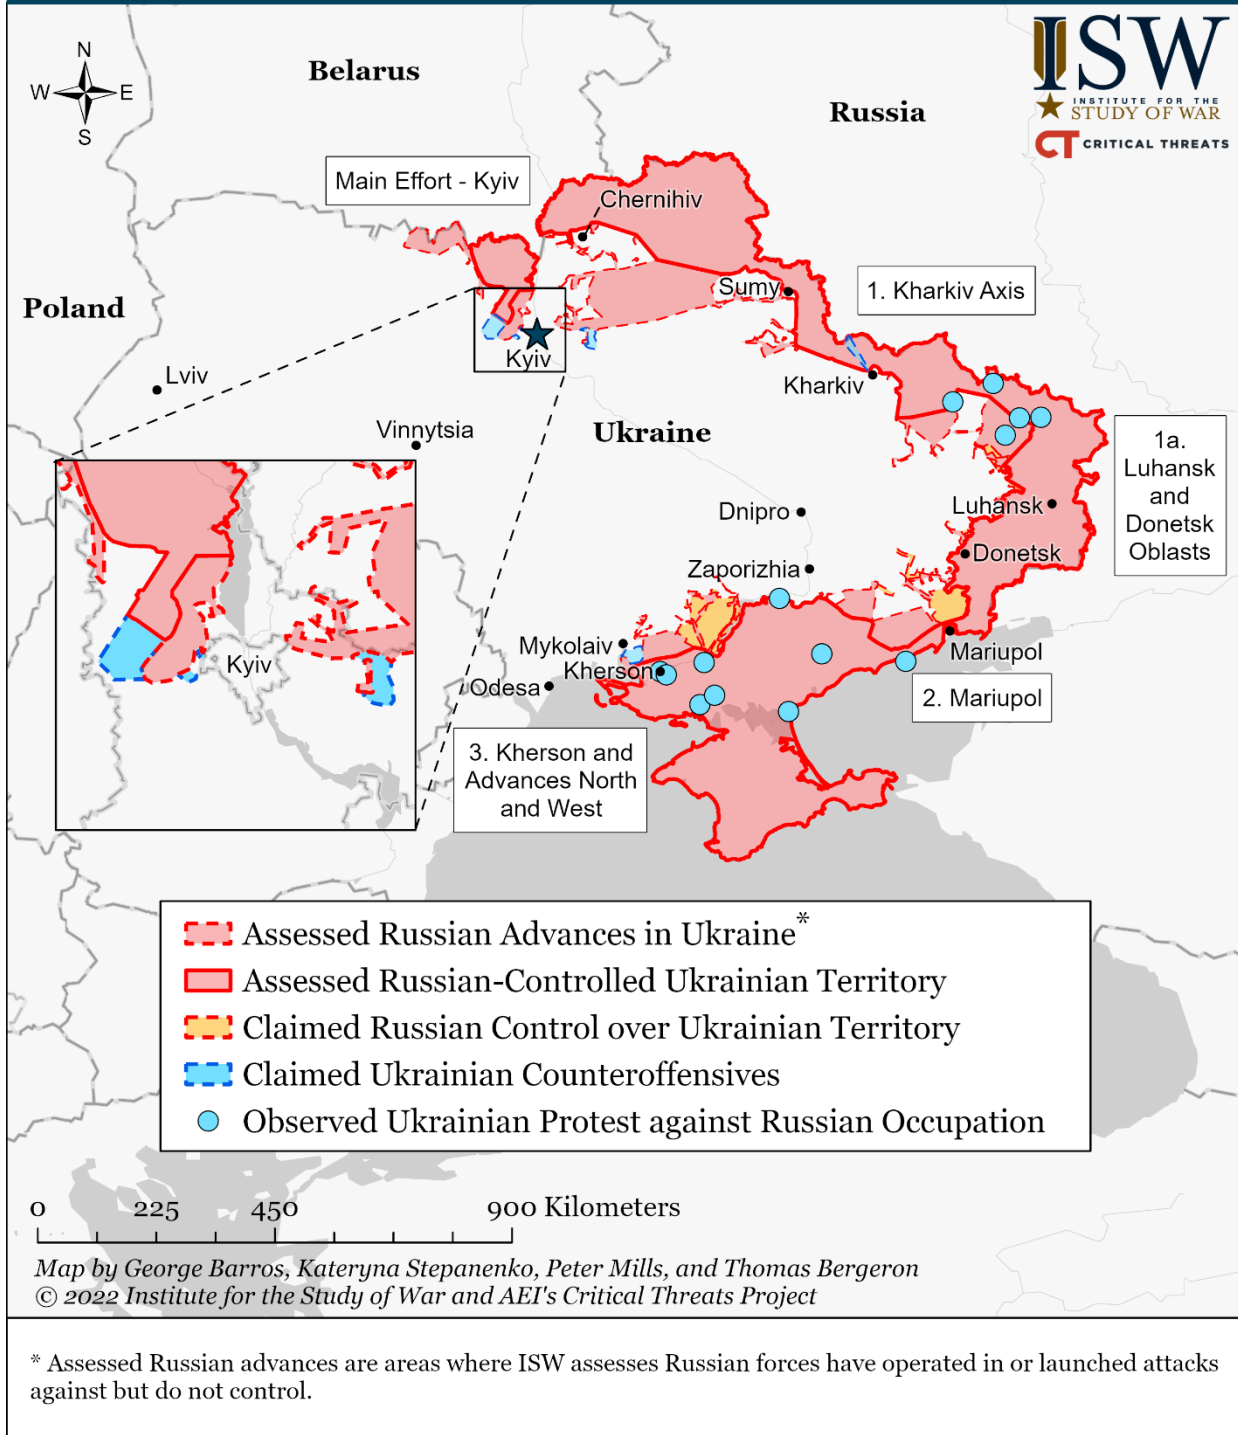 N
W
E
S
Belarus
Russia
ISW
INSTITUTE FOR THE
STUDY OF WAR
CT CRITICAL THREATS
Main Effort - Kyiv
Chernihiv
Poland
Sumy
1. Kharkiv Axis
Kyiv
Lviv
Kharkiv
Vinnytsia
Ukraine
1a.
Luhansk
and
Donetsk
Oblasts
Luhansk
Dnipro
Donetsk
Zaporizhia
Mykolaiv
Mariupol
Kyiv
Kherson
Odesa
2. Mariupol
3. Kherson and
Advances North
and West
Assessed Russian Advances in Ukraine*
Assessed Russian-Controlled Ukrainian Territory
Claimed Russian Control over Ukrainian Territory
Claimed Ukrainian Counteroffensives
Observed Ukrainian Protest against Russian Occupation
0 225 450 900 Kilometers
Map by George Barros, Kateryna Stepanenko, Peter Mills, and Thomas Bergeron
© 2022 Institute for the Study of War and AEI's Critical Threats Project
* Assessed Russian advances are areas where ISW assesses Russian forces have operated in or launched attacks
against but do not control.